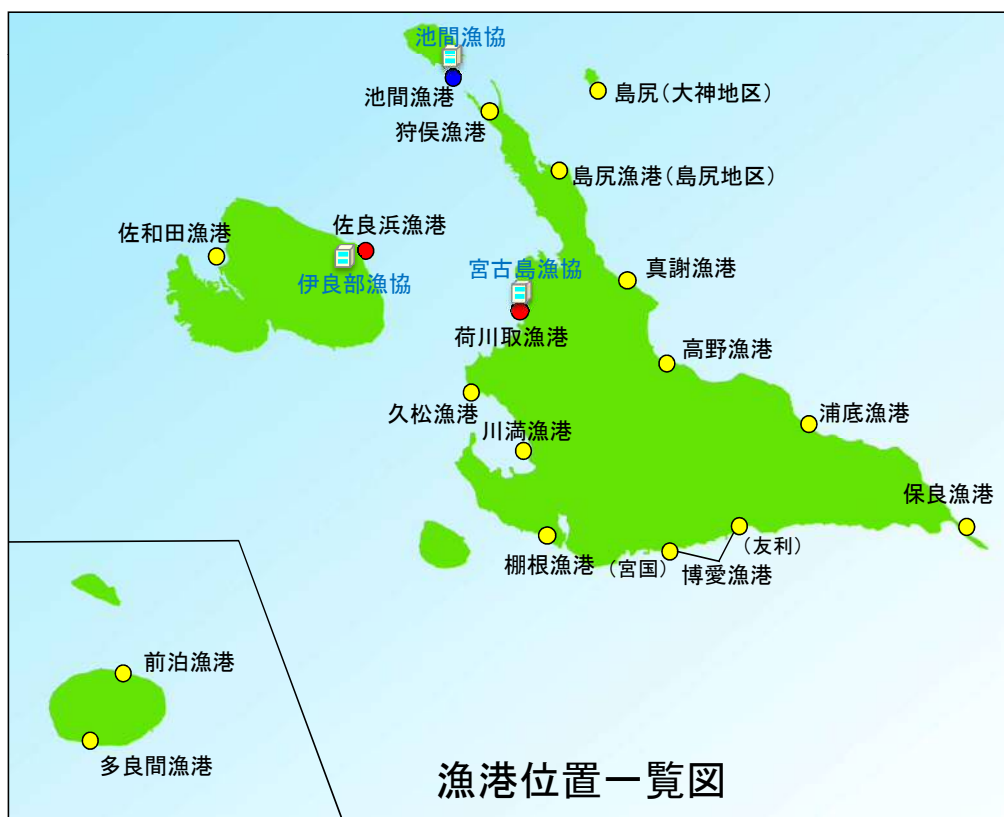 池間漁協
池間漁港
島尻（大神地区）
狩俣漁港
島尻漁港（島尻地区）
佐良浜漁港
佐和田漁港
宮古島漁協
真謝漁港
伊良部漁協
荷川取漁港
高野漁港
久松漁港
浦底漁港
川満漁港
保良漁港
（友利）
棚根漁港
（宮国）
博愛漁港
前泊漁港
多良間漁港
漁港位置一覧図